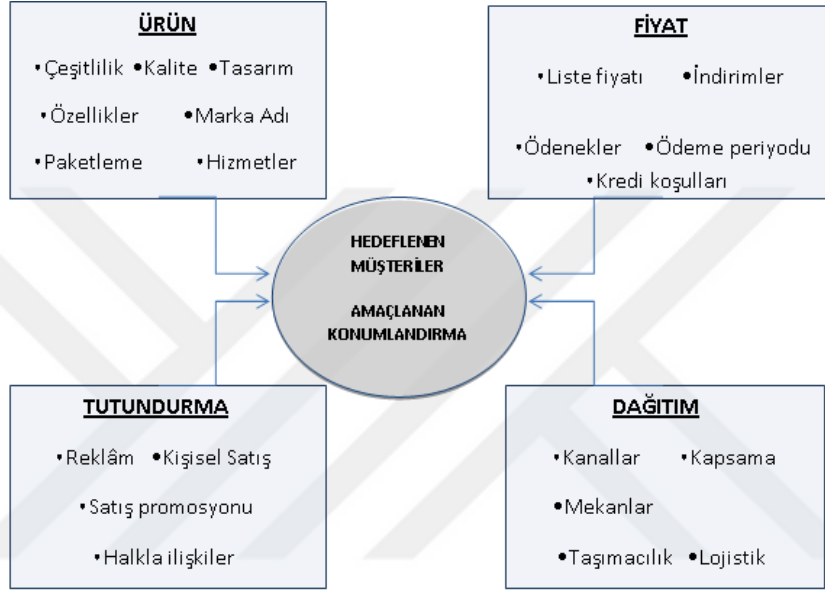 ÜRÜN
•Çeşitlilik •Kalite •Tasarım
•Özellikler •Marka Adı
•Paketleme •Hizmetler
FİYAT
•Liste fiyatı •İndirimler
•Ödenekler •Ödeme periyodu
•Kredi koşulları
HEDEFLENEN
MÜŞTERİLER
AMAÇLANAN
KONUMLANDIRMA
TUTUNDURMA
•Reklâm •Kişisel Satış
•Satış promosyonu
•Halkla ilişkiler
DAĞITIM
•Kanallar •Kapsama
•Mekanlar
•Taşımacılık •Lojistik